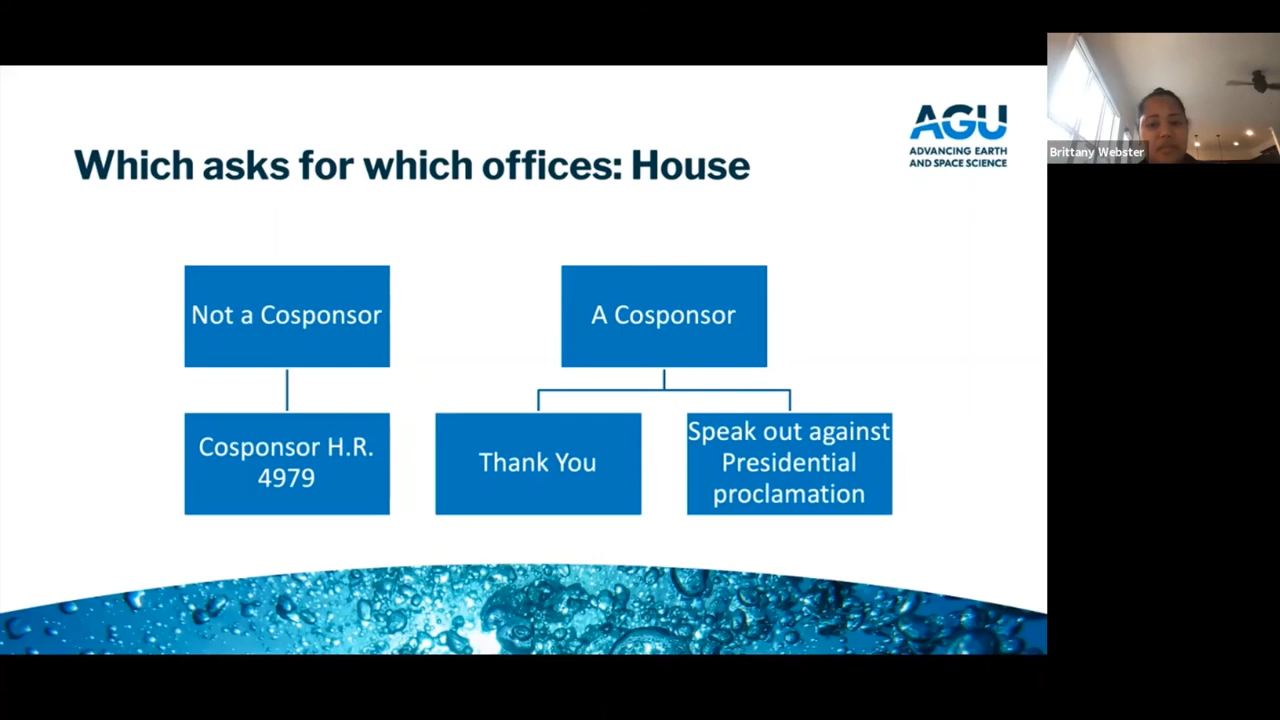 AGU
ADVANCING EARTH
AND SPACE SCIENCE
Brittany Webster
Which asks for which offices: House
Not a Cosponsor
A Cosponsor
Cosponsor H.R.
4979
Thank You
Speak out against
Presidential
proclamation